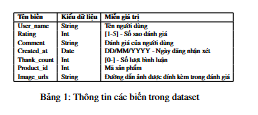 Tên biến Kiểu dữ liệu Miền giá trị
User_name String Tên người dùng
Rating Int [1-5] - Số sao đánh giá
Comment String Đánh giá của người dùng
Created_at Date DD/MM/YYYY - Ngày đăng nhận xét
Thank_count Int [0-] - Số lượt bình luận
Product_id Int Mã sản phẩm
Image_urls String Đường dẫn ảnh được đính kèm trong đánh giá
Bảng 1: Thông tin các biến trong dataset